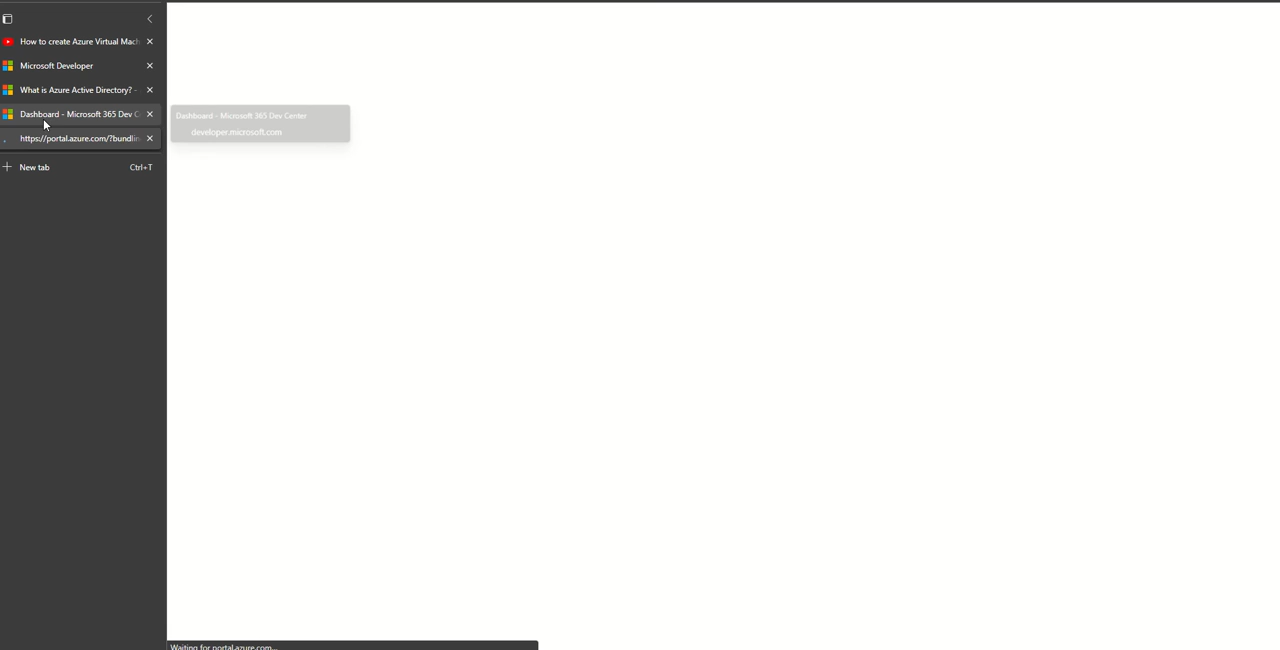 How to create Azure Virtual Mach
Microsoft Developer
What is Azure Active Directory? -
Dashboard - Microsoft 365 Dev C
https://portal.azure.com/?bundlin
New tab Ctrl+T
Dashboard - Microsoft 365 Dev Center
developer.microsoft.com
Waiting for portal.azure.com...